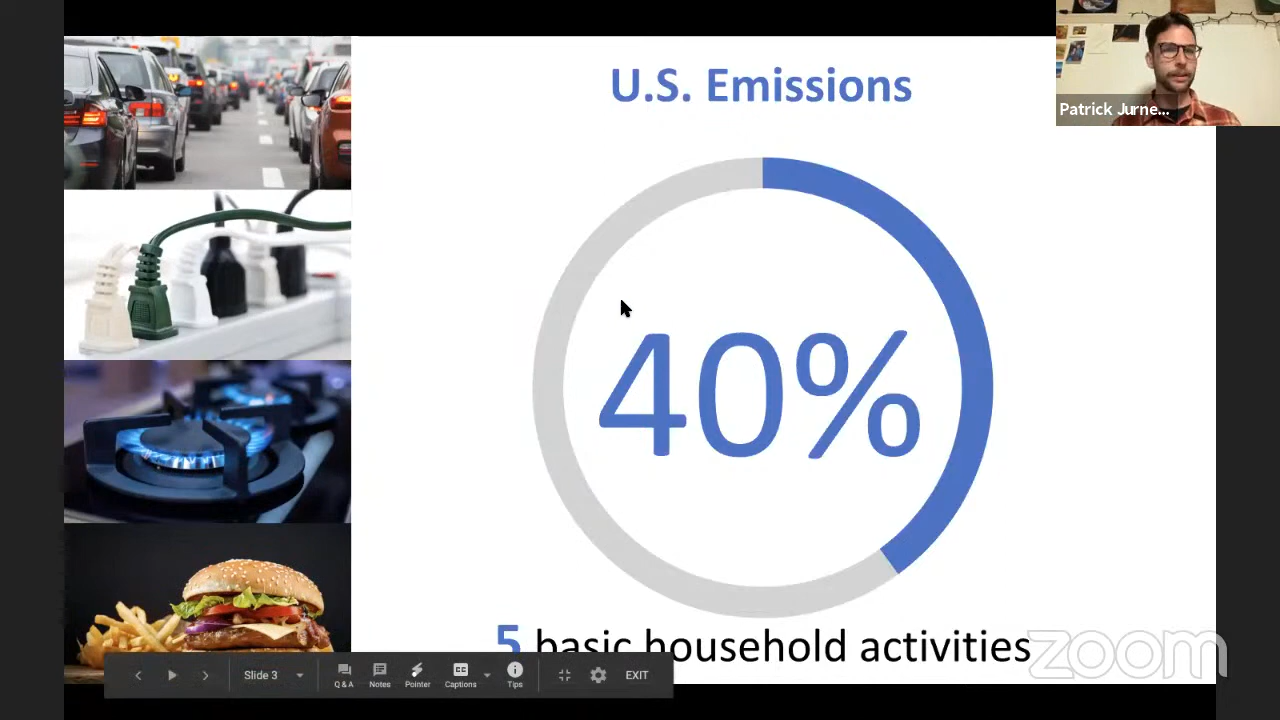 U.S. Emissions
Patrick Jurne...
40%
5 basic household activities
zoom
Slide 3
Q & A
Notes
Pointer
Captions
Tips
EXIT